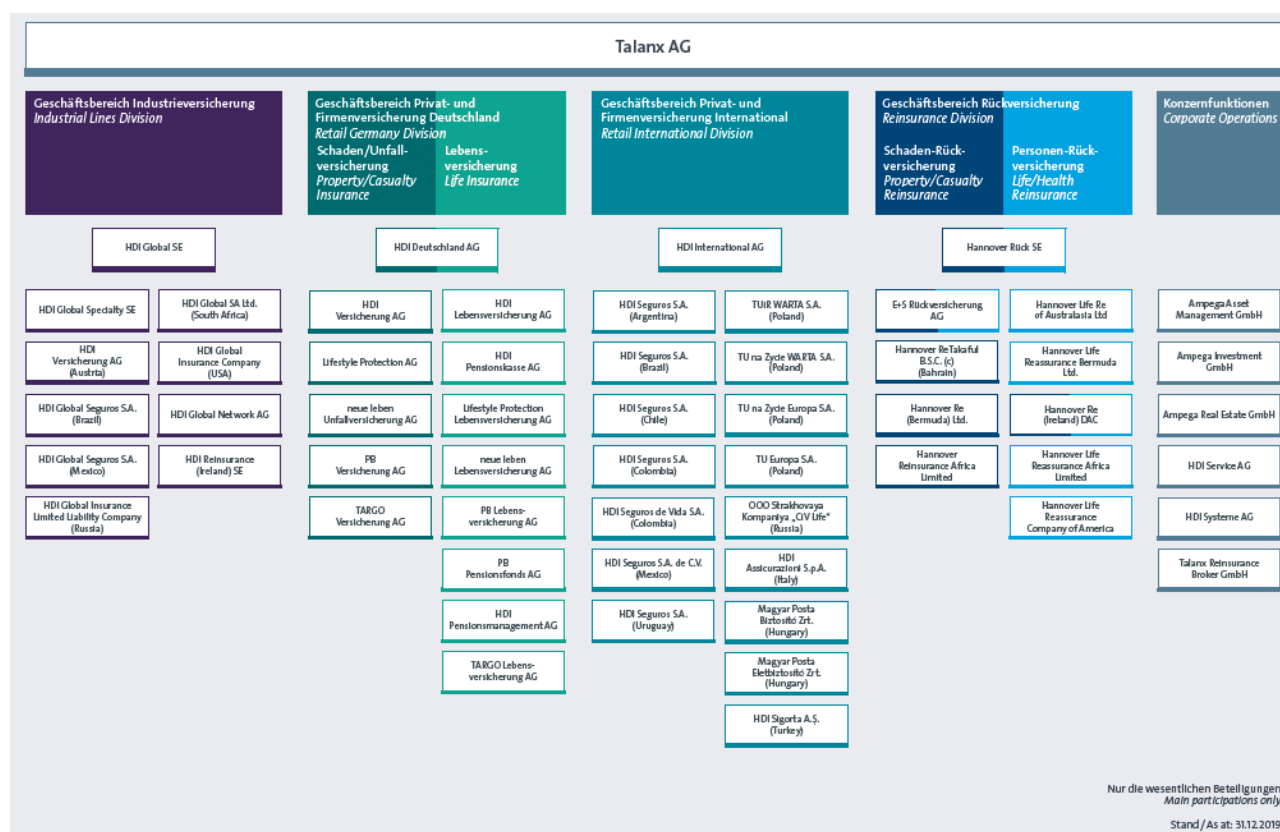 Talanx AG
Geschäftsbereich Industrieversicherung
Industrial Lines Division
Geschäftsbereich Privat- und
Firmenversicherung Deutschland
Retail Germany Division
Schaden/Unfall-
versicherung
Property/Casualty
Insurance
Lebens-
versicherung
Life Insurance
Geschäftsbereich Privat- und
Firmenversicherung International
Retail International Division
Geschäftsbereich Rückversicherung
Reinsurance Division
Schaden-Rück-
versicherung
Property/Casualty
Reinsurance
Personen-Rück-
versicherung
Life/Health
Reinsurance
Konzernfunktionen
Corporate Operations
HDI Global SE
HDI Deutschland AG
HDI International AG
Hannover Rück SE
HDI Global Specialty SE
HDI
Versicherung AG
(Austria)
HDI Global Seguros S.A.
(Brazil)
HDI Global Seguros S.A.
(Mexico)
HDI Global Insurance
Limited Liability Company
(Russia)
HDI Global SA Ltd.
(South Africa)
HDI Global
Insurance Company
(USA)
HDI Global Network AG
HDI Reinsurance
(Ireland) SE
HDI
Versicherung AG
Lifestyle Protection AG
neue leben
Unfallversicherung AG
PB
Versicherung AG
TARGO
Versicherung AG
HDI
Lebensversicherung AG
HDI
Pensionskasse AG
Lifestyle Protection
Lebensversicherung AG
neue leben
Lebensversicherung AG
PB Lebens-
versicherung AG
PB
Pensionsfonds AG
HDI
Pensionsmanagement AG
TARGO Lebens-
versicherung AG
HDI Seguros S.A.
(Argentina)
HDI Seguros S.A.
(Brazil)
HDI Seguros S.A.
(Chile)
HDI Seguros S.A.
(Colombia)
HDI Seguros de Vida S.A.
(Colombia)
HDI Seguros S.A. de C.V.
(Mexico)
HDI Seguros S.A.
(Uruguay)
TUiR WARTA S.A.
(Poland)
TU na Zycie WARTA S.A.
(Poland)
TU na Zycie Europa S.A.
(Poland)
TU Europa S.A.
(Poland)
OOO Strakhovaya
Kompaniya „CiV Life“
(Russia)
HDI
Assicurazioni S.p.A.
(Italy)
Magyar Posta
Biztosító Zrt.
(Hungary)
Magyar Posta
Eletbiztosító Zrt.
(Hungary)
HDI Sigorta A.Ş.
(Turkey)
E+S Rückversicherung
AG
Hannover ReTakaful
B.S.C. (c)
(Bahrain)
Hannover Re
(Bermuda) Ltd.
Hannover
Reinsurance Africa
Limited
Hannover Life Re
of Australasia Ltd
Hannover Life
Reassurance Bermuda
Ltd.
Hannover Re
(Ireland) DAC
Hannover Life
Reassurance Africa
Limited
Hannover Life
Reassurance
Company of America
Ampega Asset
Management GmbH
Ampega Investment
GmbH
Ampega Real Estate GmbH
HDI Service AG
HDI Systeme AG
Talanx Reinsurance
Broker GmbH
Nur die wesentlichen Beteiligungen
Main participations only
Stand/As at: 31.12.2019